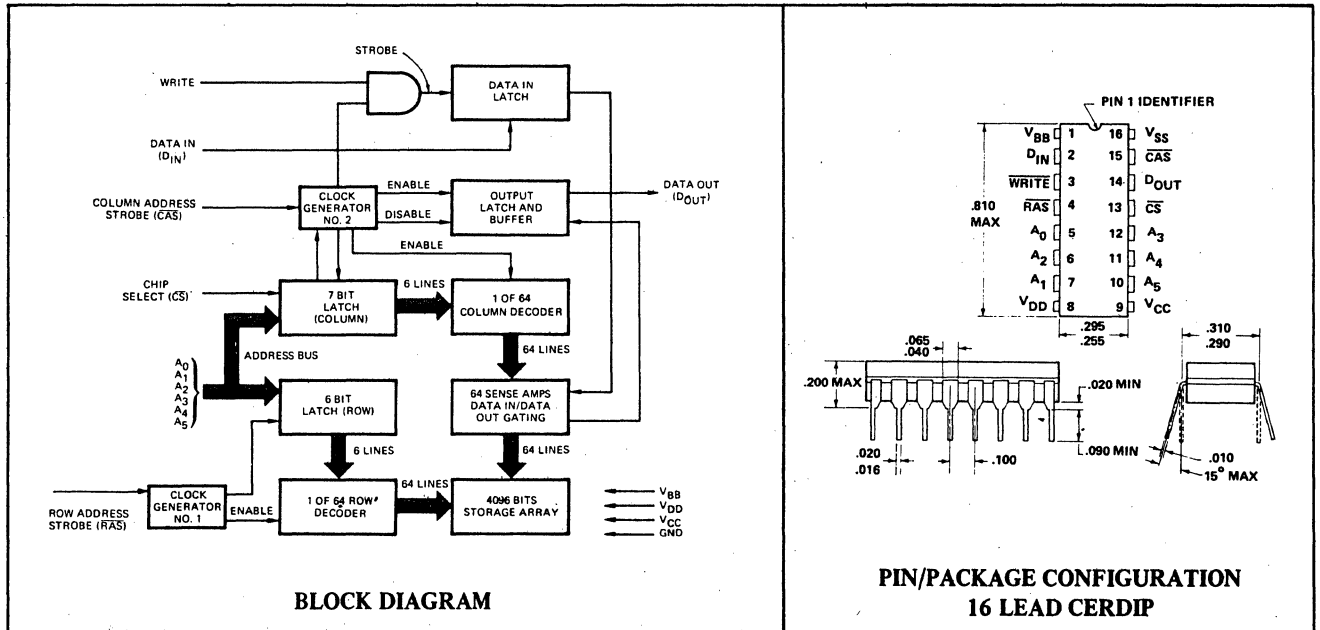 STROBE
WRITE
DATA IN
LATCH
DATA IN
(DIN)
COLUMN ADDRESS
STROBE (C̅A̅S̅)
CLOCK
GENERATOR
NO. 2
ENABLE
DISABLE
OUTPUT
LATCH AND
BUFFER
DATA OUT
(DOUT)
ENABLE
CHIP
SELECT (C̅S̅)
7 BIT
LATCH
(COLUMN)
6 LINES
1 OF 64
COLUMN DECODER
ADDRESS BUS
64 LINES
A0
A1
A2
A3
A4
A5
6 BIT
LATCH (ROW)
64 SENSE AMPS
DATA IN/DATA
OUT GATING
6 LINES
64 LINES
ROW ADDRESS
STROBE (R̅A̅S̅)
CLOCK
GENERATOR
NO. 1
ENABLE
1 OF 64 ROW
DECODER
64 LINES
4096 BITS
STORAGE ARRAY
VBB
VDD
VCC
GND
BLOCK DIAGRAM
PIN 1 IDENTIFIER
VBB 1 16 VSS
DIN 2 15 C̅A̅S̅
W̅R̅I̅T̅E̅ 3 14 DOUT
R̅A̅S̅ 4 13 C̅S̅
A0 5 12 A3
A2 6 11 A4
A1 7 10 A5
VDD 8 9 VCC
.810
MAX
.295
.255
.065
.040
.310
.290
.200 MAX
.020 MIN
.090 MIN
.020
.016
.100
.010
15° MAX
PIN/PACKAGE CONFIGURATION
16 LEAD CERDIP